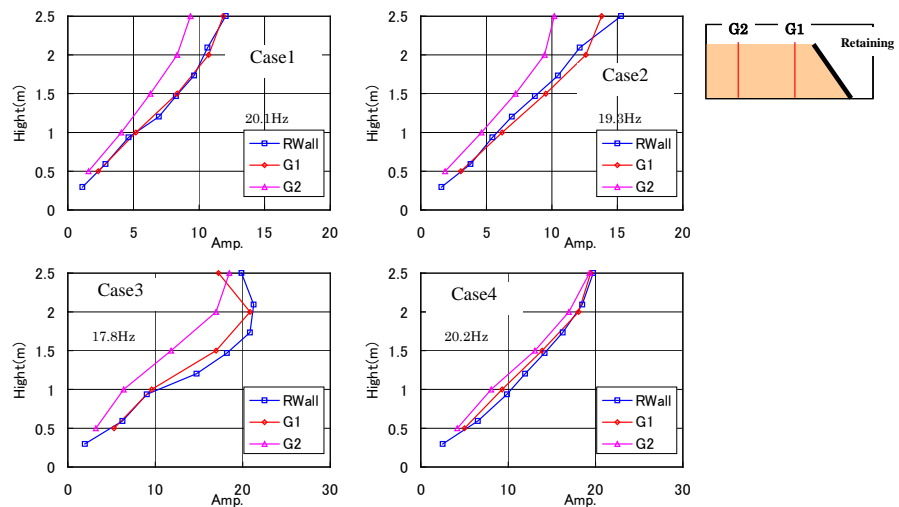 2.5
2
1.5
1
0.5
0
Hight(m)
Case1
20.1Hz
RWall
G1
G2
0 5 10 15 20
Amp.
2.5
2
1.5
1
0.5
0
Hight(m)
Case2
19.3Hz
RWall
G1
G2
0 5 10 15 20
Amp.
G2 G1
Retaining
2.5
2
1.5
1
0.5
0
Hight(m)
Case3
17.8Hz
RWall
G1
G2
0 10 20 30
Amp.
2.5
2
1.5
1
0.5
0
Hight(m)
Case4
20.2Hz
RWall
G1
G2
0 10 20 30
Amp.